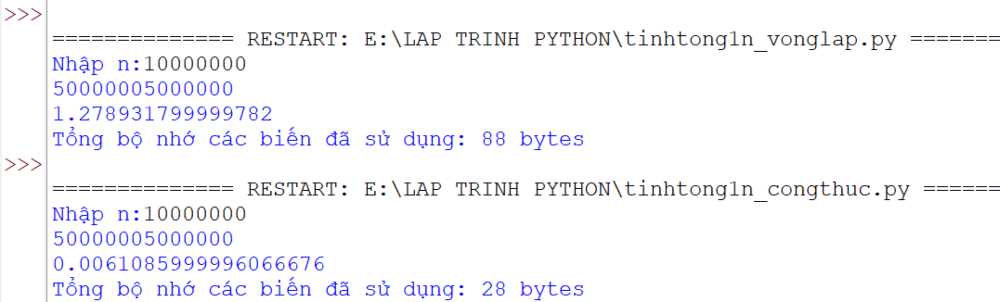 >>>
============== RESTART: E:\LAP TRINH PYTHON\tinhtong1n_vonglap.py =======
Nhập n:10000000
50000005000000
1.278931799999782
Tổng bộ nhớ các biến đã sử dụng: 88 bytes
>>>
============== RESTART: E:\LAP TRINH PYTHON\tinhtong1n_congthuc.py ======
Nhập n:10000000
50000005000000
0.0061085999996066676
Tổng bộ nhớ các biến đã sử dụng: 28 bytes